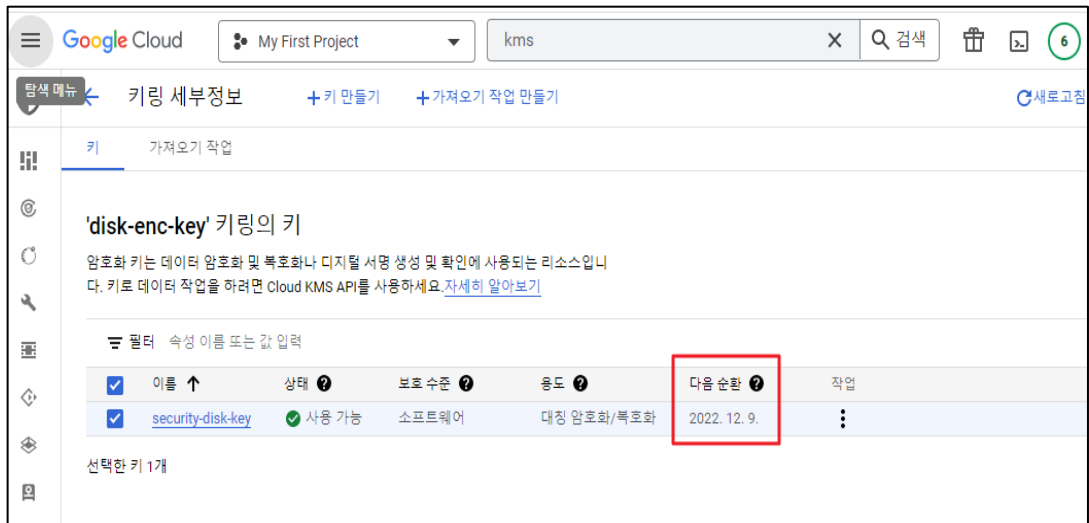 Google Cloud My First Project kms 검색 6
탐색 메뉴 키링 세부정보 키 만들기 가져오기 작업 만들기 새로고침
키 가져오기 작업
'disk-enc-key' 키링의 키
암호화 키는 데이터 암호화 및 복호화나 디지털 서명 생성 및 확인에 사용되는 리소스입니
다. 키로 데이터 작업을 하려면 Cloud KMS API를 사용하세요.자세히 알아보기
필터 속성 이름 또는 값 입력
이름 상태 보호 수준 용도 다음 순환 작업
security-disk-key 사용 가능 소프트웨어 대칭 암호화/복호화 2022. 12. 9.
선택한 키 1개